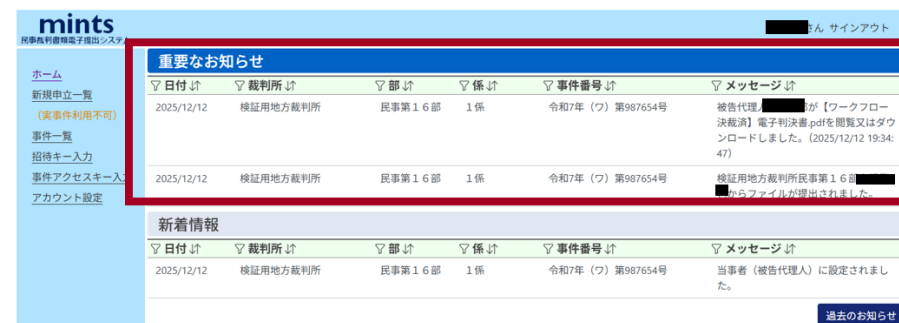 mints
民事裁判書類電子提出システム
さん サインアウト
ホーム
新規申立一覧
（実事件利用不可）
事件一覧
招待キー入力
事件アクセスキー入
アカウント設定
重要なお知らせ
日付 裁判所 部 係 事件番号 メッセージ
2025/12/12 検証用地方裁判所 民事第１６部 １係 令和7年（ワ）第987654号 被告代理 が【ワークフロー
決裁済】電子判決書.pdfを閲覧又はダウ
ンロードしました。（2025/12/12 19:34:
47）
2025/12/12 検証用地方裁判所 民事第１６部 １係 令和7年（ワ）第987654号 検証用地方裁判所民事第１６部
からファイルが提出されました。
新着情報
日付 裁判所 部 係 事件番号 メッセージ
2025/12/12 検証用地方裁判所 民事第１６部 １係 令和7年（ワ）第987654号 当事者（被告代理人）に設定されまし
た。
過去のお知らせ